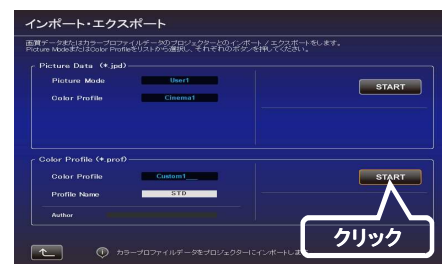 インポート・エクスポート
画質データまたはカラープロファイルデータのプロジェクターとのインポート / エクスポートをします。
Picture ModeまたはColor Profileをリストから選択し、それぞれのボタンを押してください。
Picture Data (*.jpd)
Picture Mode User1
START
Color Profile Cinema1
Color Profile (*.prof)
Color Profile Custom1__
START
Profile Name STD
Author
クリック
カラープロファイルデータをプロジェクターにインポートしま